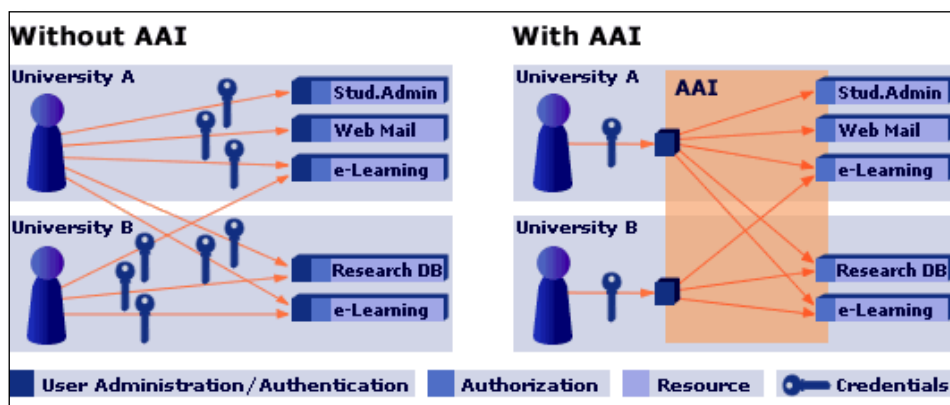 Without AAI
University A
Stud.Admin
Web Mail
e-Learning
University B
Research DB
e-Learning
With AAI
University A
AAI
Stud.Admin
Web Mail
e-Learning
University B
Research DB
e-Learning
User Administration/Authentication
Authorization
Resource
Credentials